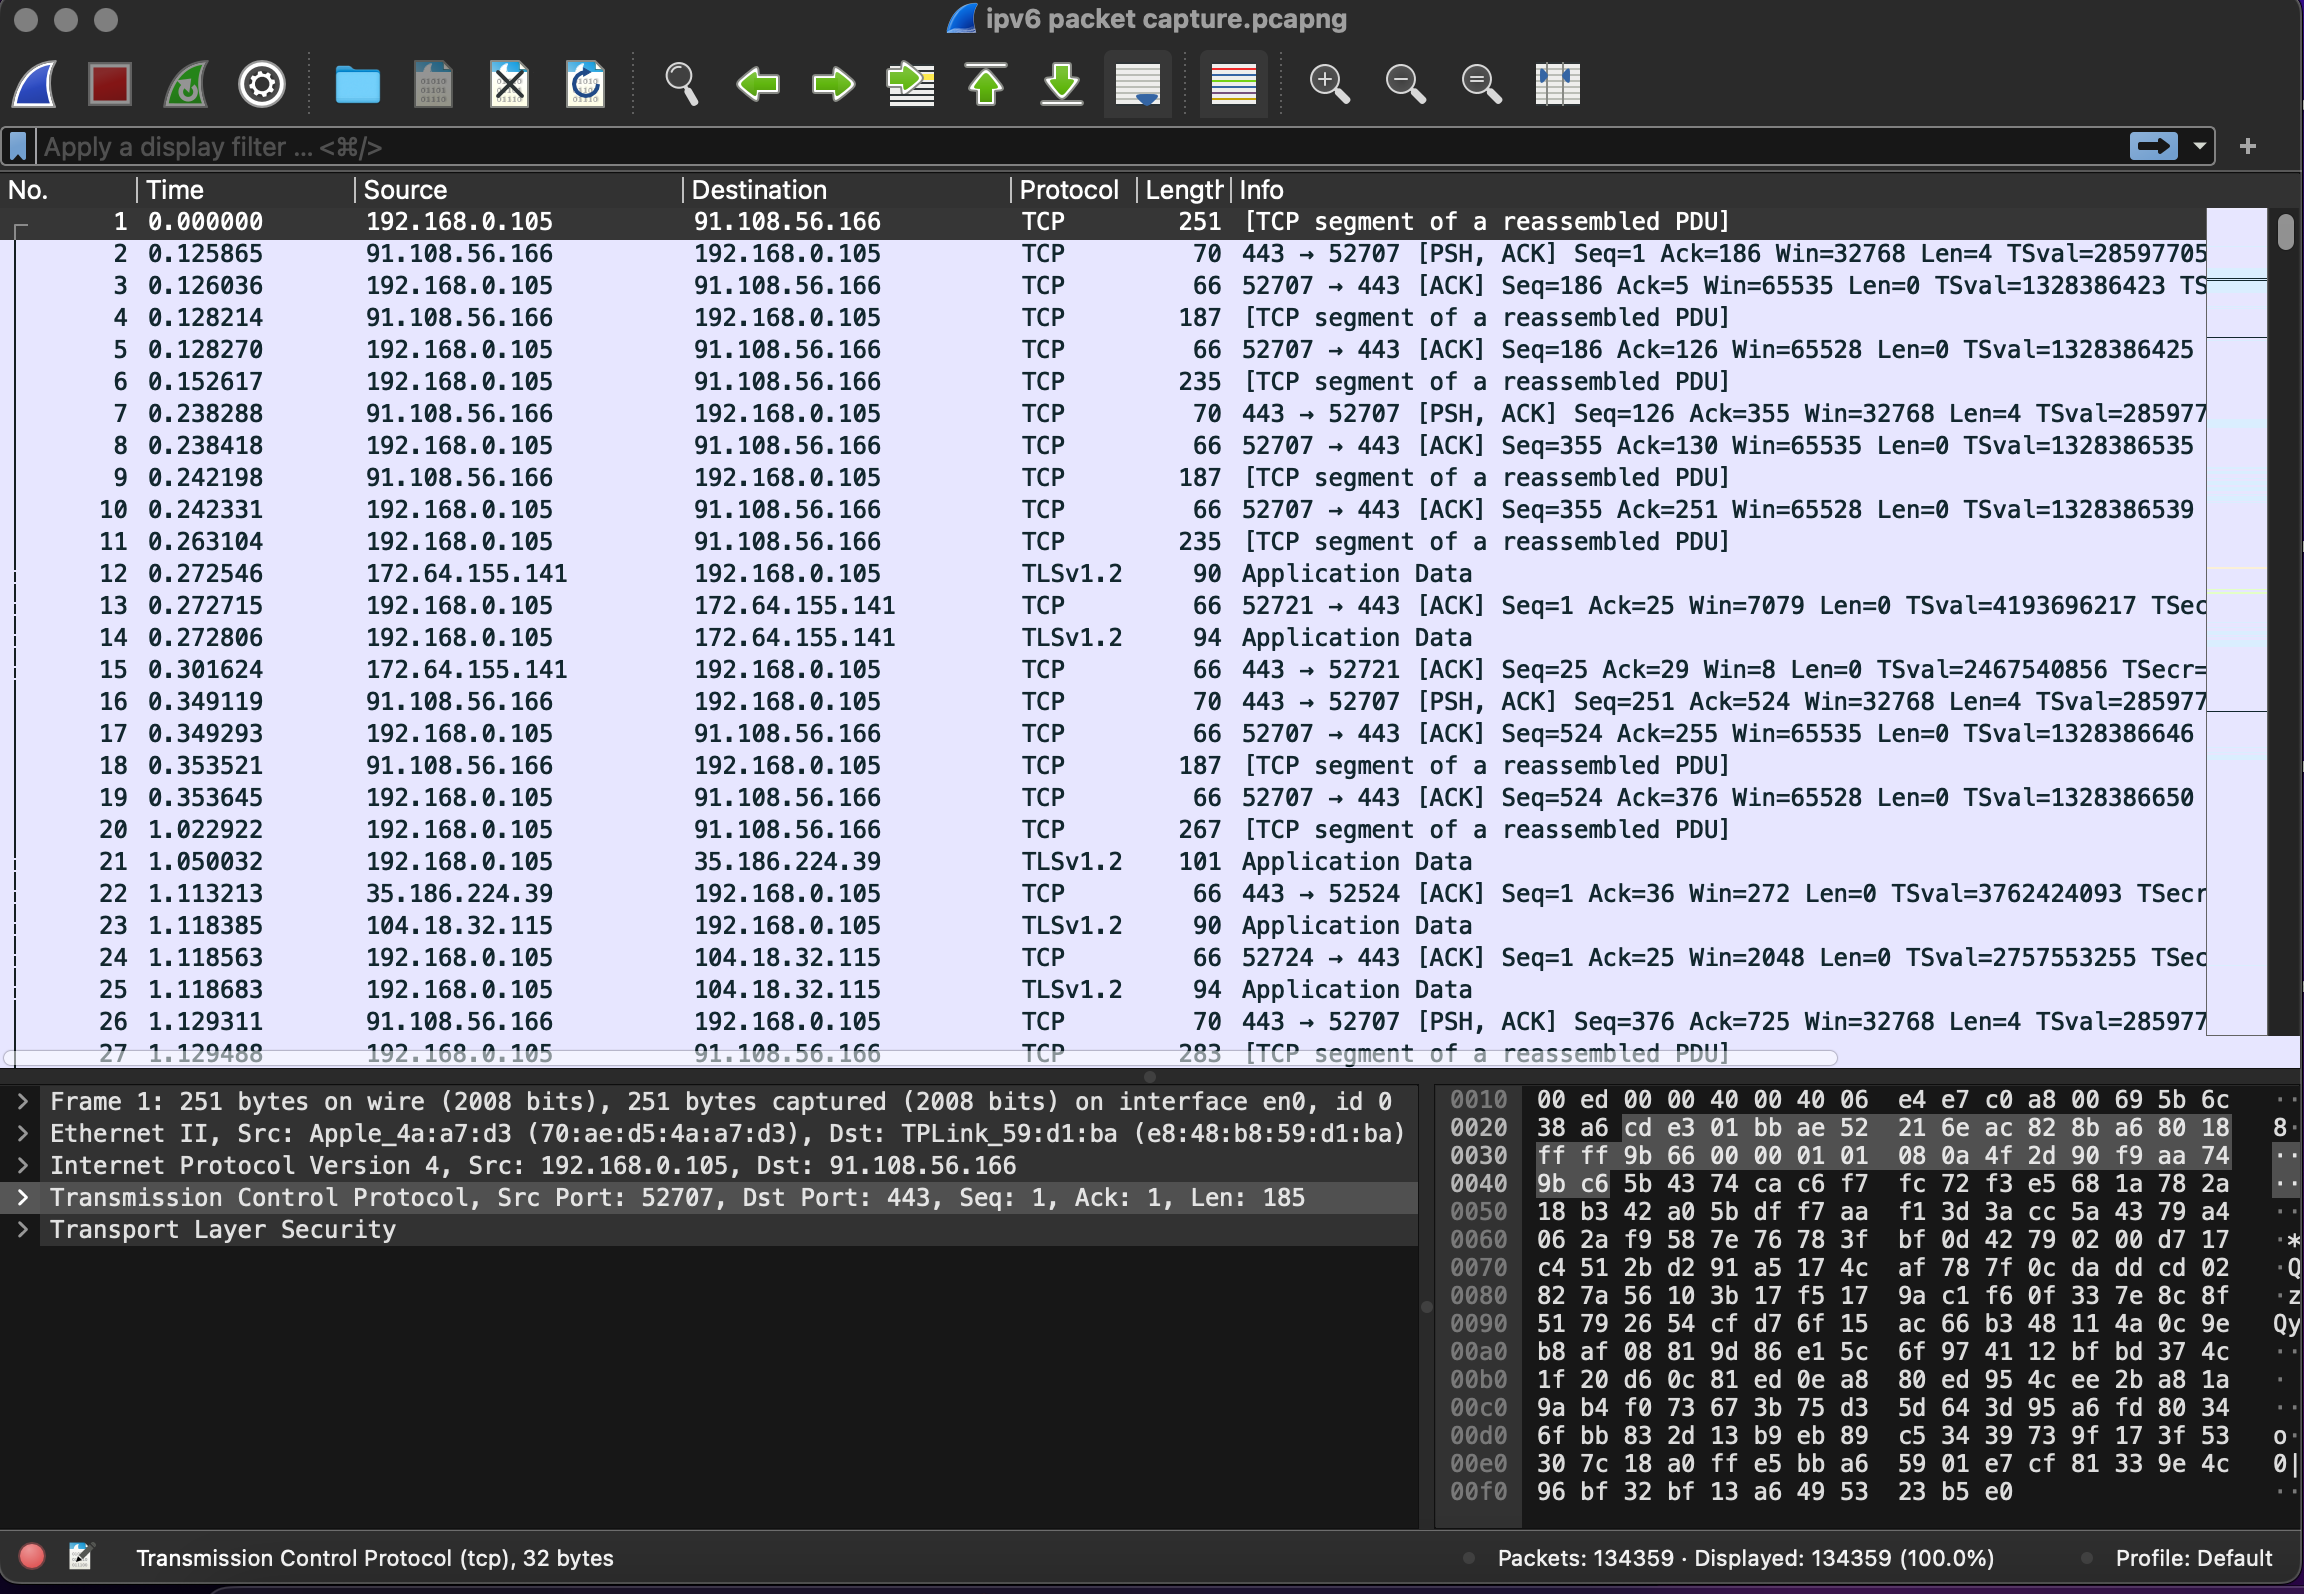 ipv6 packet capture.pcapng
Apply a display filter ... <⌘/>
No. Time Source Destination Protocol Length Info
1 0.000000 192.168.0.105 91.108.56.166 TCP 251 [TCP segment of a reassembled PDU]
2 0.125865 91.108.56.166 192.168.0.105 TCP 70 443 → 52707 [PSH, ACK] Seq=1 Ack=186 Win=32768 Len=4 TSval=28597705
3 0.126036 192.168.0.105 91.108.56.166 TCP 66 52707 → 443 [ACK] Seq=186 Ack=5 Win=65535 Len=0 TSval=1328386423 TS
4 0.128214 91.108.56.166 192.168.0.105 TCP 187 [TCP segment of a reassembled PDU]
5 0.128270 192.168.0.105 91.108.56.166 TCP 66 52707 → 443 [ACK] Seq=186 Ack=126 Win=65528 Len=0 TSval=1328386425
6 0.152617 192.168.0.105 91.108.56.166 TCP 235 [TCP segment of a reassembled PDU]
7 0.238288 91.108.56.166 192.168.0.105 TCP 70 443 → 52707 [PSH, ACK] Seq=126 Ack=355 Win=32768 Len=4 TSval=285977
8 0.238418 192.168.0.105 91.108.56.166 TCP 66 52707 → 443 [ACK] Seq=355 Ack=130 Win=65535 Len=0 TSval=1328386535
9 0.242198 91.108.56.166 192.168.0.105 TCP 187 [TCP segment of a reassembled PDU]
10 0.242331 192.168.0.105 91.108.56.166 TCP 66 52707 → 443 [ACK] Seq=355 Ack=251 Win=65528 Len=0 TSval=1328386539
11 0.263104 192.168.0.105 91.108.56.166 TCP 235 [TCP segment of a reassembled PDU]
12 0.272546 172.64.155.141 192.168.0.105 TLSv1.2 90 Application Data
13 0.272715 192.168.0.105 172.64.155.141 TCP 66 52721 → 443 [ACK] Seq=1 Ack=25 Win=7079 Len=0 TSval=4193696217 TSec
14 0.272806 192.168.0.105 172.64.155.141 TLSv1.2 94 Application Data
15 0.301624 172.64.155.141 192.168.0.105 TCP 66 443 → 52721 [ACK] Seq=25 Ack=29 Win=8 Len=0 TSval=2467540856 TSecr=
16 0.349119 91.108.56.166 192.168.0.105 TCP 70 443 → 52707 [PSH, ACK] Seq=251 Ack=524 Win=32768 Len=4 TSval=285977
17 0.349293 192.168.0.105 91.108.56.166 TCP 66 52707 → 443 [ACK] Seq=524 Ack=255 Win=65535 Len=0 TSval=1328386646
18 0.353521 91.108.56.166 192.168.0.105 TCP 187 [TCP segment of a reassembled PDU]
19 0.353645 192.168.0.105 91.108.56.166 TCP 66 52707 → 443 [ACK] Seq=524 Ack=376 Win=65528 Len=0 TSval=1328386650
20 1.022922 192.168.0.105 91.108.56.166 TCP 267 [TCP segment of a reassembled PDU]
21 1.050032 192.168.0.105 35.186.224.39 TLSv1.2 101 Application Data
22 1.113213 35.186.224.39 192.168.0.105 TCP 66 443 → 52524 [ACK] Seq=1 Ack=36 Win=272 Len=0 TSval=3762424093 TSecr
23 1.118385 104.18.32.115 192.168.0.105 TLSv1.2 90 Application Data
24 1.118563 192.168.0.105 104.18.32.115 TCP 66 52724 → 443 [ACK] Seq=1 Ack=25 Win=2048 Len=0 TSval=2757553255 TSec
25 1.118683 192.168.0.105 104.18.32.115 TLSv1.2 94 Application Data
26 1.129311 91.108.56.166 192.168.0.105 TCP 70 443 → 52707 [PSH, ACK] Seq=376 Ack=725 Win=32768 Len=4 TSval=285977
27 1.129488 192.168.0.105 91.108.56.166 TCP 283 [TCP segment of a reassembled PDU]
Frame 1: 251 bytes on wire (2008 bits), 251 bytes captured (2008 bits) on interface en0, id 0
Ethernet II, Src: Apple_4a:a7:d3 (70:ae:d5:4a:a7:d3), Dst: TPLink_59:d1:ba (e8:48:b8:59:d1:ba)
Internet Protocol Version 4, Src: 192.168.0.105, Dst: 91.108.56.166
Transmission Control Protocol, Src Port: 52707, Dst Port: 443, Seq: 1, Ack: 1, Len: 185
Transport Layer Security
0010 00 ed 00 00 40 00 40 06 e4 e7 c0 a8 00 69 5b 6c ··
0020 38 a6 cd e3 01 bb ae 52 21 6e ac 82 8b a6 80 18 8·
0030 ff ff 9b 66 00 00 01 01 08 0a 4f 2d 90 f9 aa 74 ··
0040 9b c6 5b 43 74 ca c6 f7 fc 72 f3 e5 68 1a 78 2a ··
0050 18 b3 42 a0 5b df f7 aa f1 3d 3a cc 5a 43 79 a4 ··
0060 06 2a f9 58 7e 76 78 3f bf 0d 42 79 02 00 d7 17 ·*
0070 c4 51 2b d2 91 a5 17 4c af 78 7f 0c da dd cd 02 ·Q
0080 82 7a 56 10 3b 17 f5 17 9a c1 f6 0f 33 7e 8c 8f ·z
0090 51 79 26 54 cf d7 6f 15 ac 66 b3 48 11 4a 0c 9e Qy
00a0 b8 af 08 81 9d 86 e1 5c 6f 97 41 12 bf bd 37 4c ··
00b0 1f 20 d6 0c 81 ed 0e a8 80 ed 95 4c ee 2b a8 1a ·
00c0 9a b4 f0 73 67 3b 75 d3 5d 64 3d 95 a6 fd 80 34 ··
00d0 6f bb 83 2d 13 b9 eb 89 c5 34 39 73 9f 17 3f 53 o·
00e0 30 7c 18 a0 ff e5 bb a6 59 01 e7 cf 81 33 9e 4c 0|
00f0 96 bf 32 bf 13 a6 49 53 23 b5 e0 ··
Transmission Control Protocol (tcp), 32 bytes
Packets: 134359 · Displayed: 134359 (100.0%)
Profile: Default